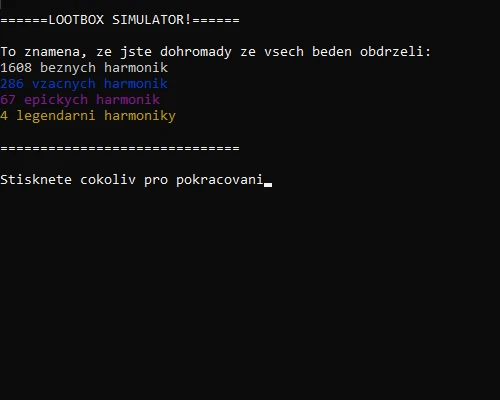 ======LOOTBOX SIMULATOR!======
To znamena, ze jste dohromady ze vsech beden obdrzeli:
1608 beznych harmonik
286 vzacnych harmonik
67 epickych harmonik
4 legendarni harmoniky
==============================
Stisknete cokoliv pro pokracovani